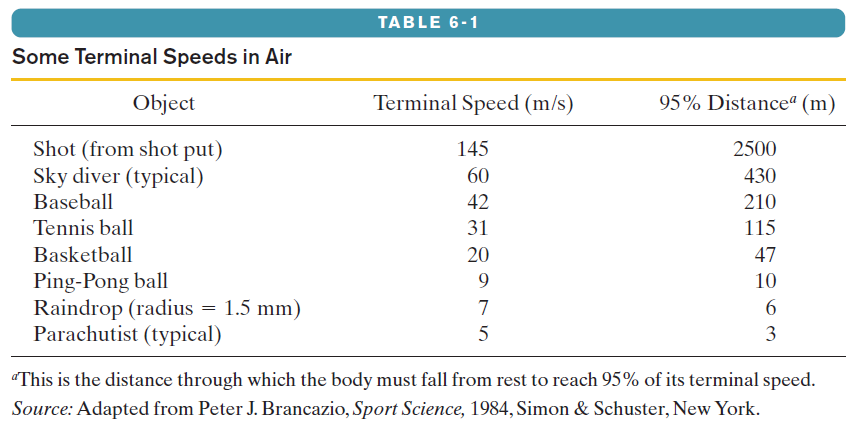 TABLE 6-1
Some Terminal Speeds in Air
Object Terminal Speed (m/s) 95% Distanceᵃ (m)
Shot (from shot put) 145 2500
Sky diver (typical) 60 430
Baseball 42 210
Tennis ball 31 115
Basketball 20 47
Ping-Pong ball 9 10
Raindrop (radius = 1.5 mm) 7 6
Parachutist (typical) 5 3
ᵃThis is the distance through which the body must fall from rest to reach 95% of its terminal speed.
Source: Adapted from Peter J. Brancazio, Sport Science, 1984, Simon & Schuster, New York.